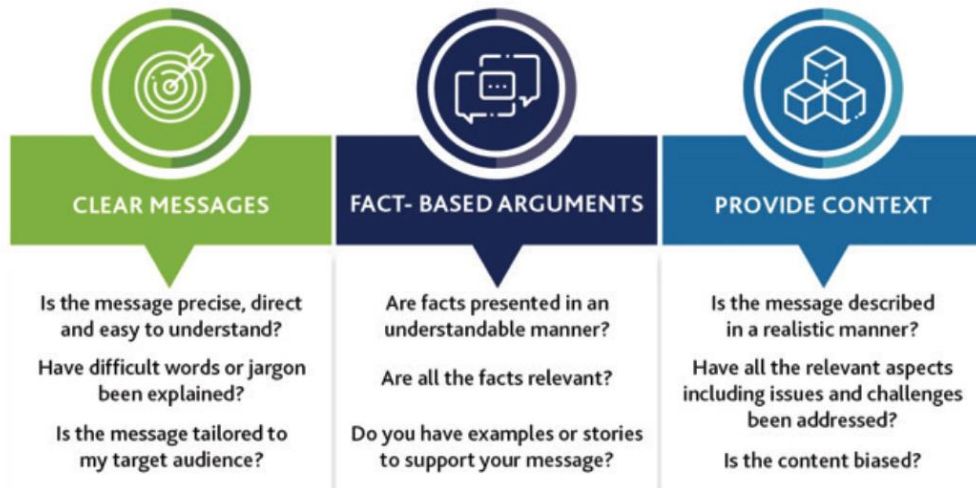 CLEAR MESSAGES
Is the message precise, direct
and easy to understand?
Have difficult words or jargon
been explained?
Is the message tailored to
my target audience?
FACT- BASED ARGUMENTS
Are facts presented in an
understandable manner?
Are all the facts relevant?
Do you have examples or stories
to support your message?
PROVIDE CONTEXT
Is the message described
in a realistic manner?
Have all the relevant aspects
including issues and challenges
been addressed?
Is the content biased?